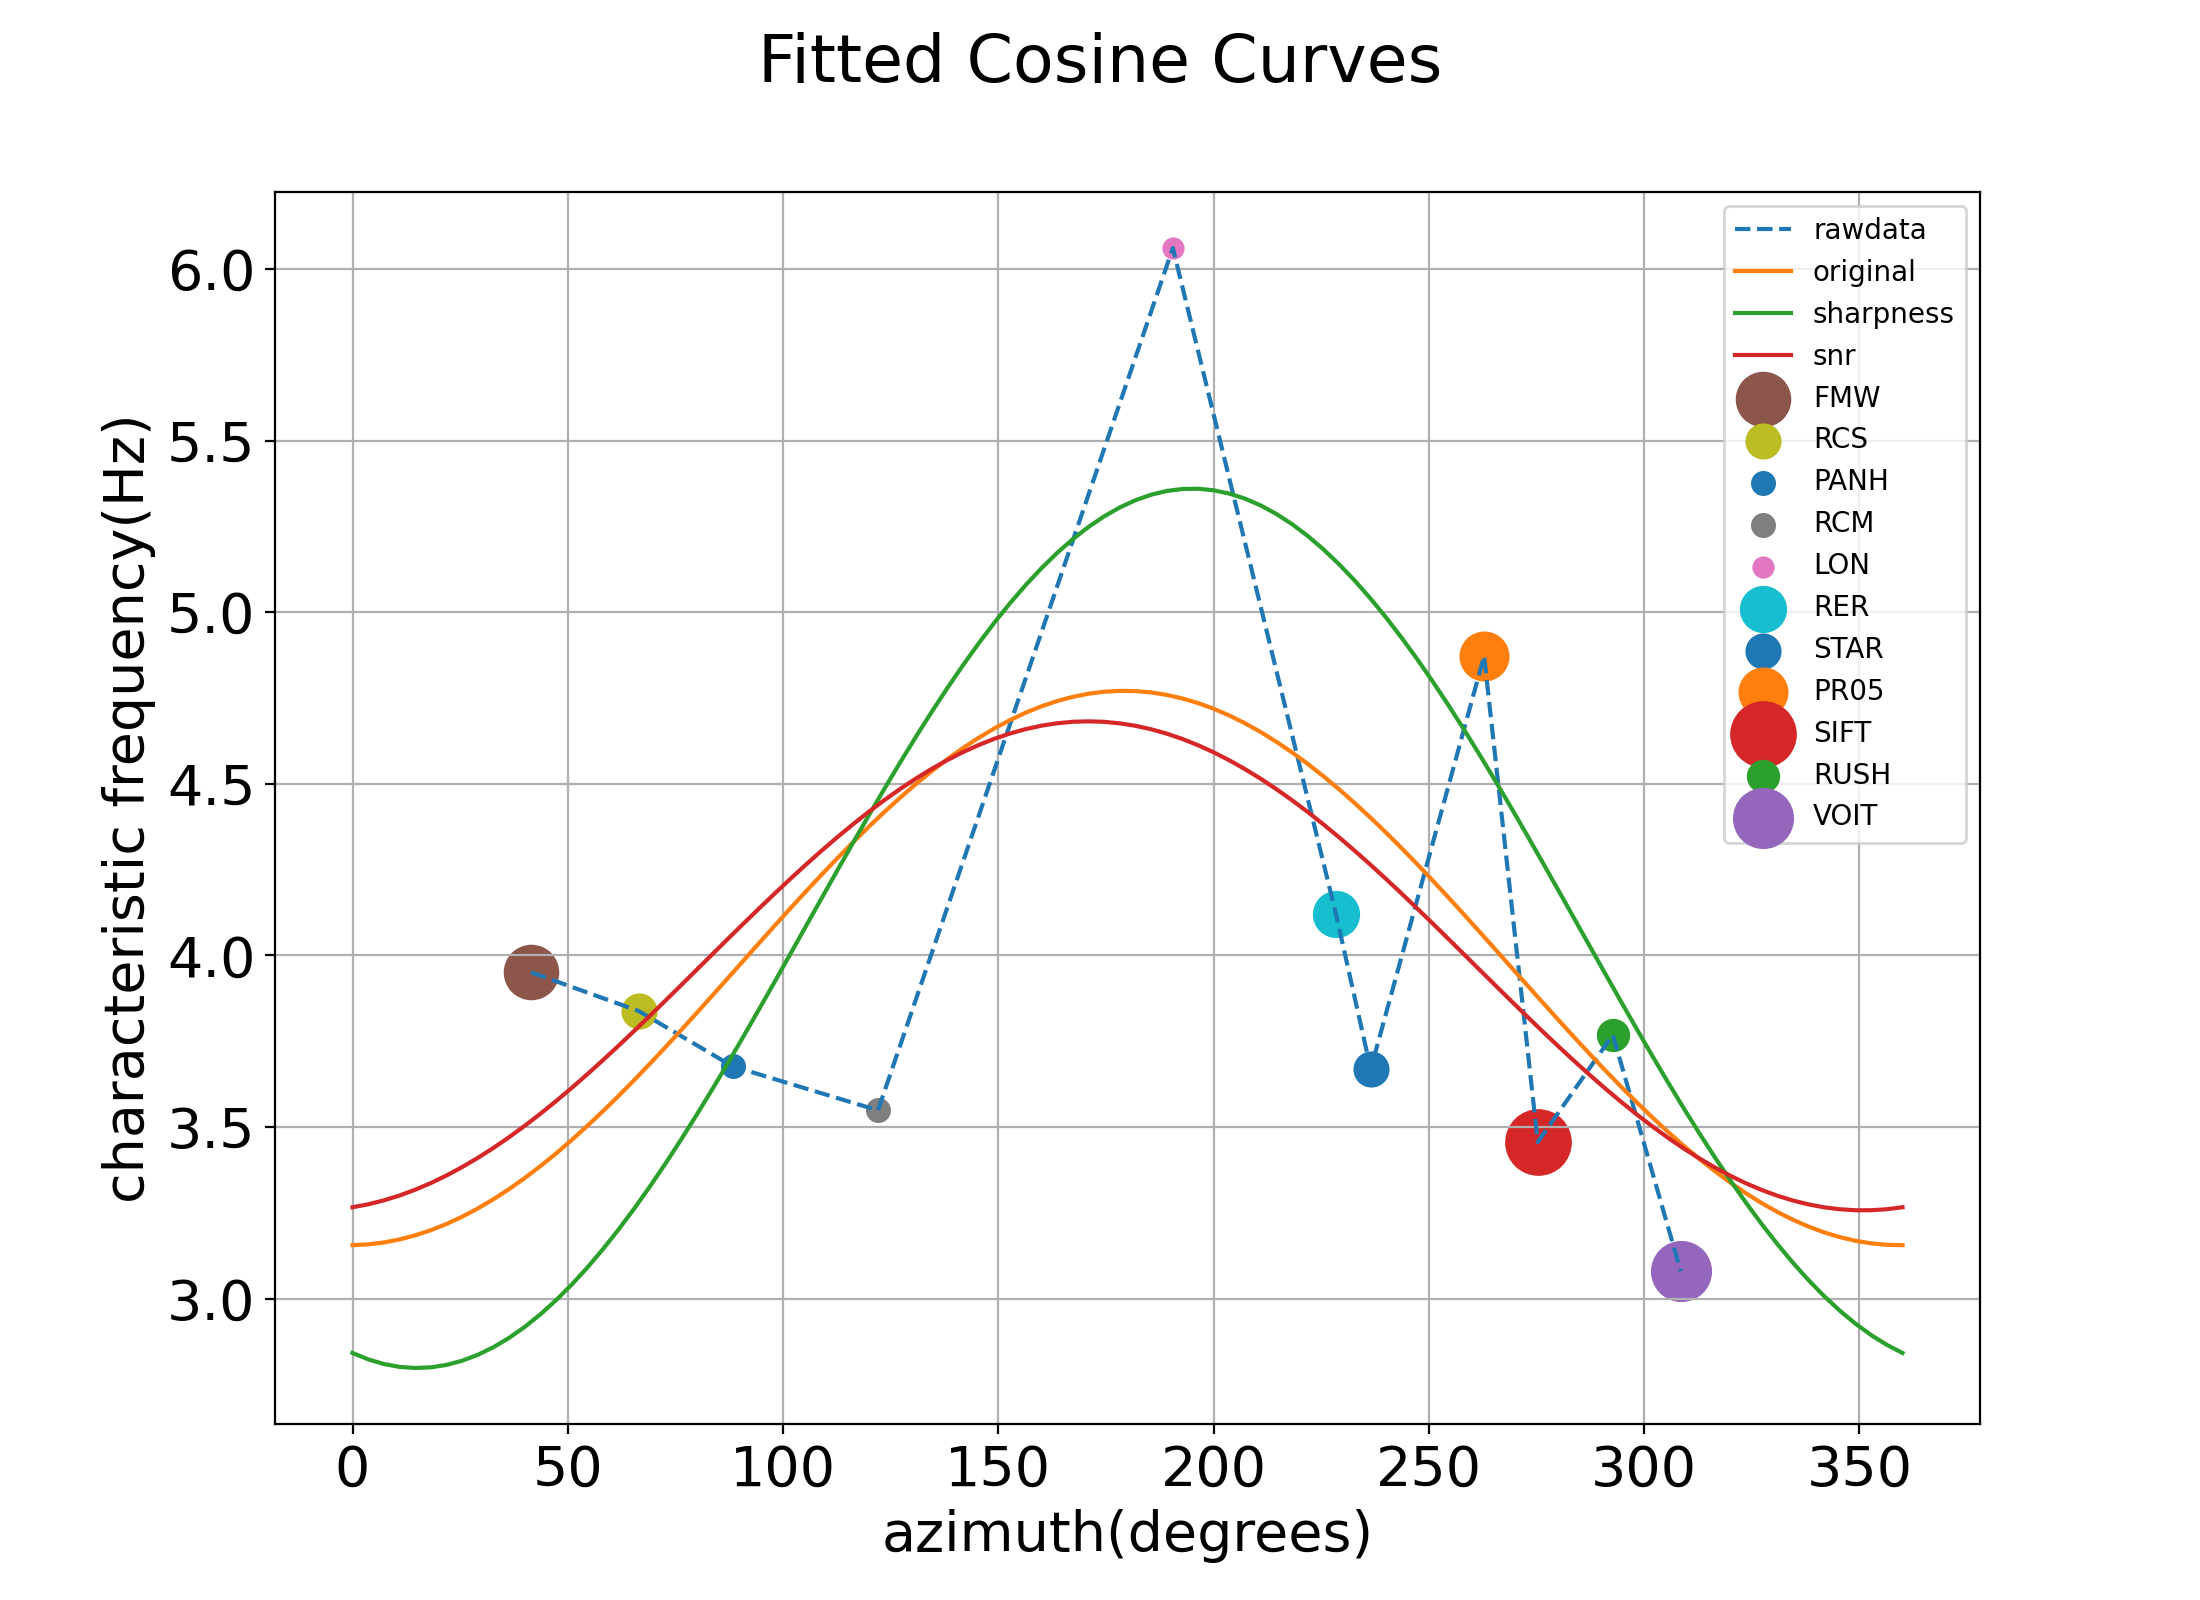 Fitted Cosine Curves
characteristic frequency(Hz)
6.0
5.5
5.0
4.5
4.0
3.5
3.0
rawdata
original
sharpness
snr
FMW
RCS
PANH
RCM
LON
RER
STAR
PR05
SIFT
RUSH
VOIT
0 50 100 150 200 250 300 350
azimuth(degrees)